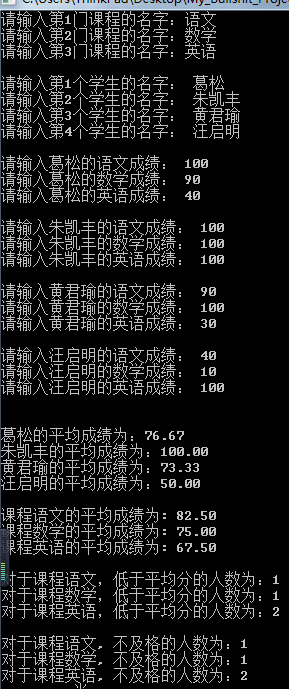 C:\Users\ThinkPad\Desktop\My_Bullshit_Proje
请输入第1门课程的名字：语文
请输入第2门课程的名字：数学
请输入第3门课程的名字：英语
请输入第1个学生的名字： 葛松
请输入第2个学生的名字： 朱凯丰
请输入第3个学生的名字： 黄君瑜
请输入第4个学生的名字： 汪启明
请输入葛松的语文成绩： 100
请输入葛松的数学成绩： 90
请输入葛松的英语成绩： 40
请输入朱凯丰的语文成绩： 100
请输入朱凯丰的数学成绩： 100
请输入朱凯丰的英语成绩： 100
请输入黄君瑜的语文成绩： 90
请输入黄君瑜的数学成绩： 100
请输入黄君瑜的英语成绩： 30
请输入汪启明的语文成绩： 40
请输入汪启明的数学成绩： 10
请输入汪启明的英语成绩： 100
葛松的平均成绩为：76.67
朱凯丰的平均成绩为：100.00
黄君瑜的平均成绩为：73.33
汪启明的平均成绩为：50.00
课程语文的平均成绩为：82.50
课程数学的平均成绩为：75.00
课程英语的平均成绩为：67.50
对于课程语文，低于平均分的人数为：1
对于课程数学，低于平均分的人数为：1
对于课程英语，低于平均分的人数为：2
对于课程语文，不及格的人数为：1
对于课程数学，不及格的人数为：1
对于课程英语，不及格的人数为：2